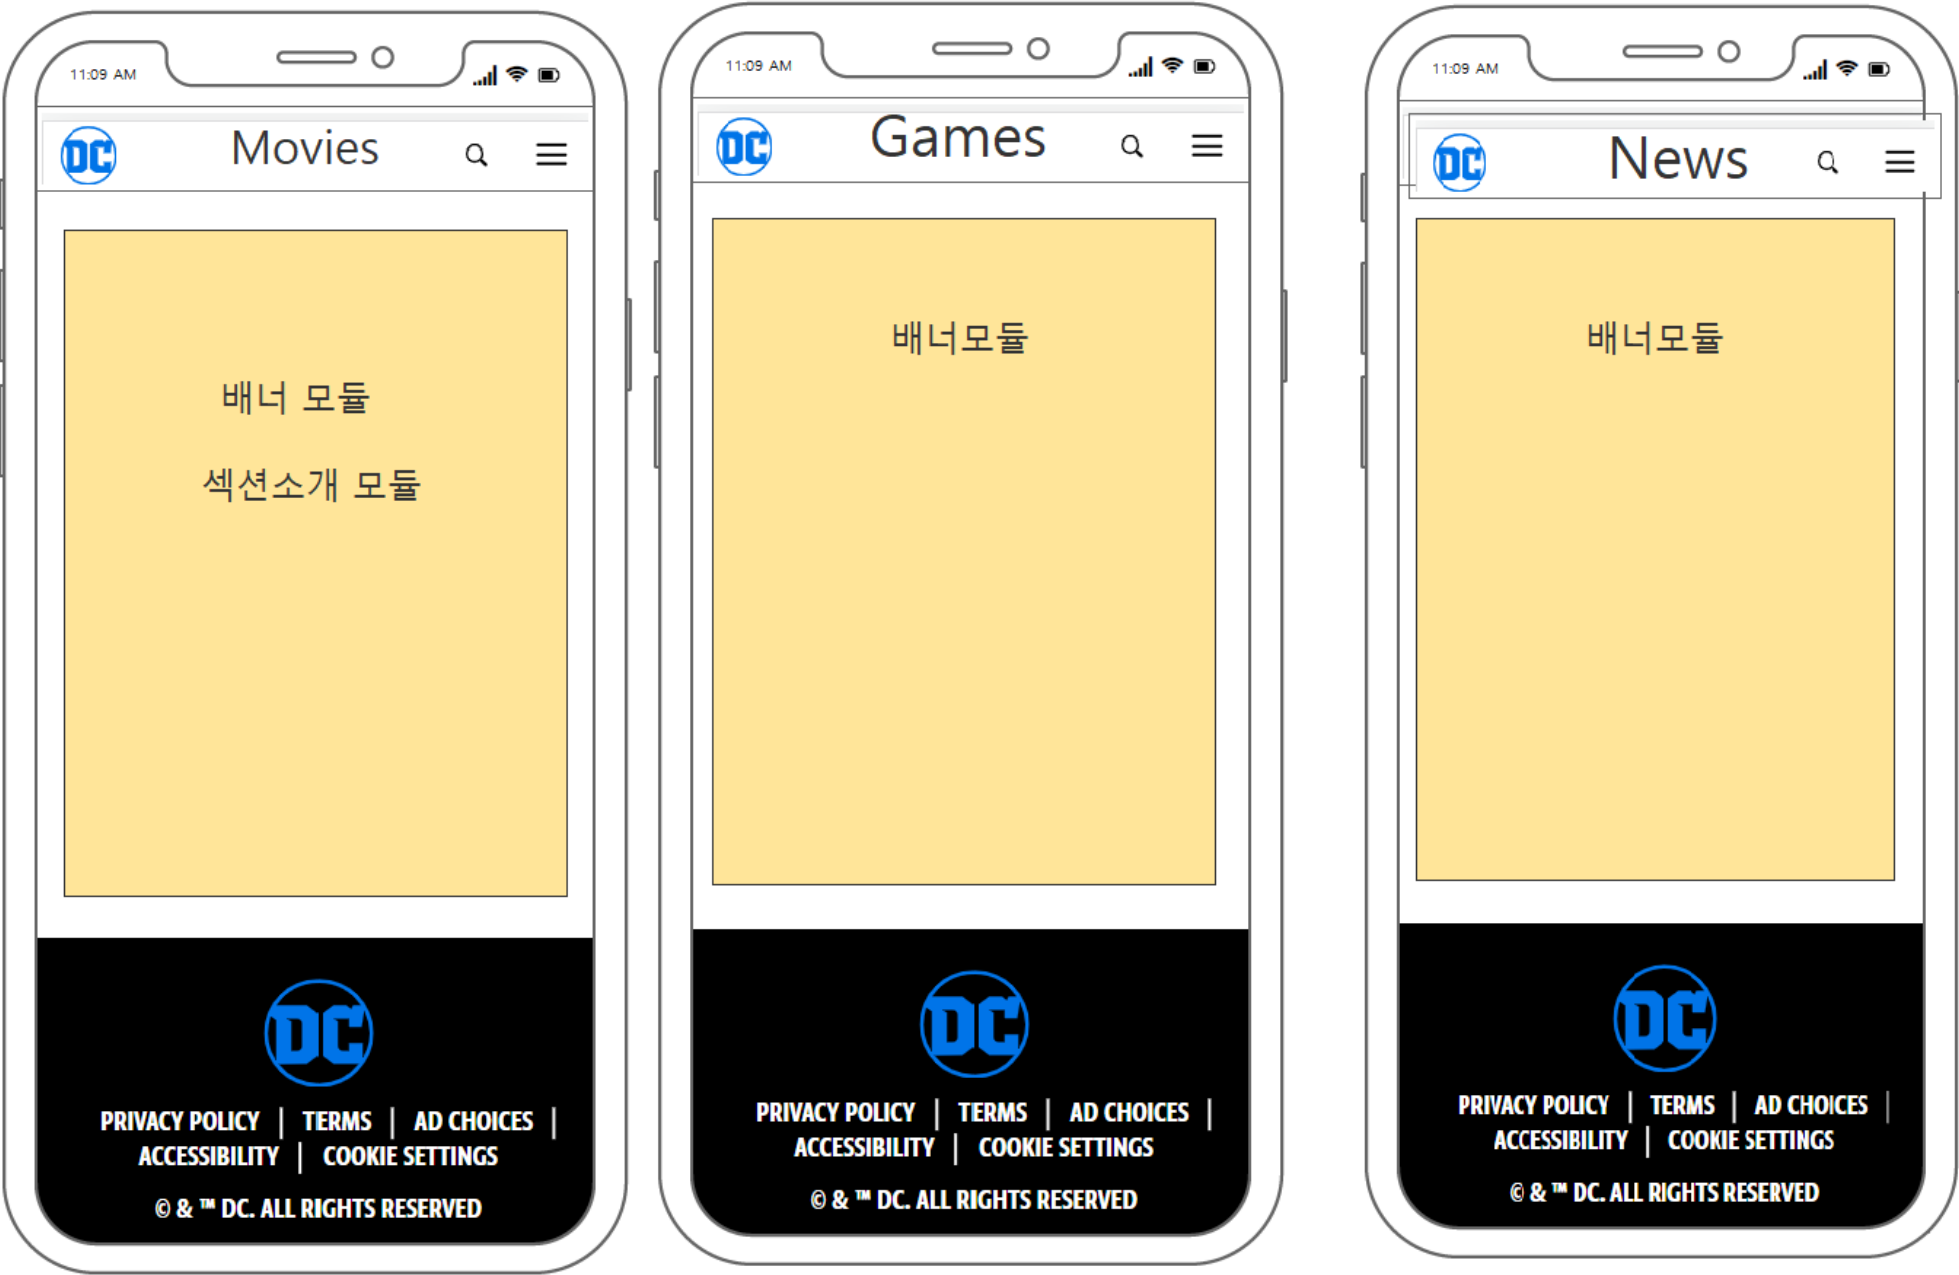 11:09 AM
DC
Movies
배너 모듈
섹션소개 모듈
DC
PRIVACY POLICY | TERMS | AD CHOICES |
ACCESSIBILITY | COOKIE SETTINGS
© & ™ DC. ALL RIGHTS RESERVED
11:09 AM
DC
Games
배너모듈
DC
PRIVACY POLICY | TERMS | AD CHOICES |
ACCESSIBILITY | COOKIE SETTINGS
© & ™ DC. ALL RIGHTS RESERVED
11:09 AM
DC
News
배너모듈
DC
PRIVACY POLICY | TERMS | AD CHOICES |
ACCESSIBILITY | COOKIE SETTINGS
© & ™ DC. ALL RIGHTS RESERVED